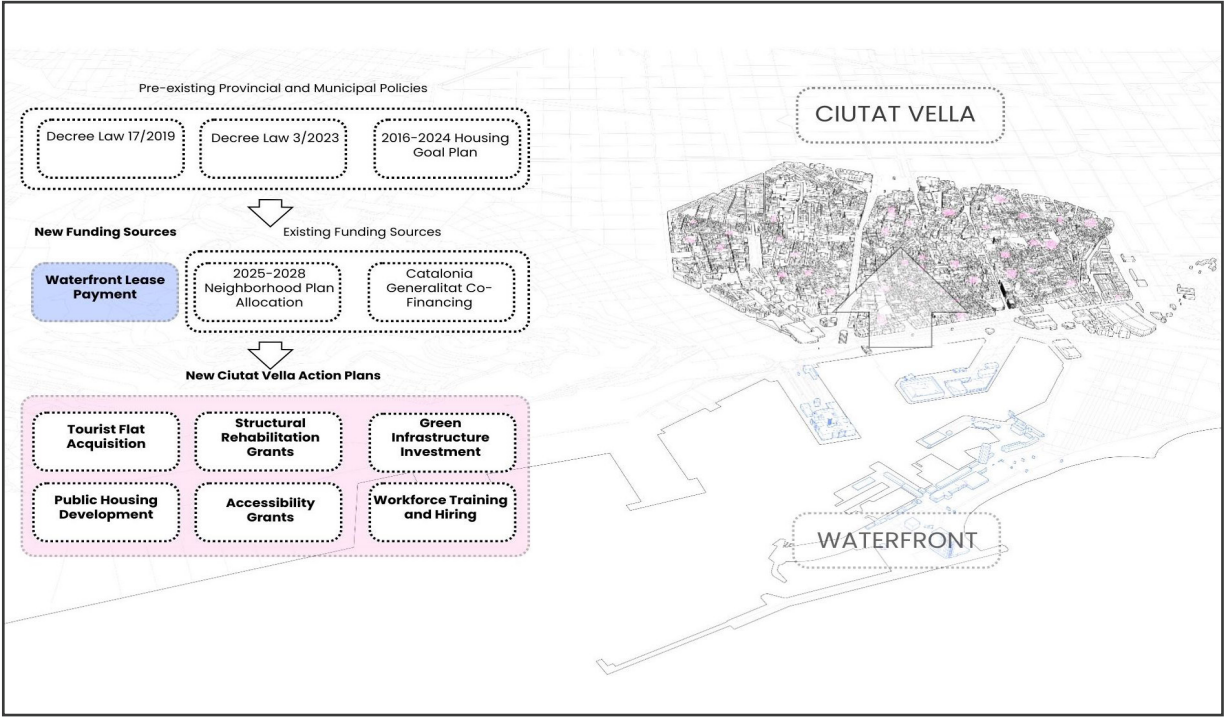 Pre-existing Provincial and Municipal Policies
Decree Law 17/2019
Decree Law 3/2023
2016-2024 Housing
Goal Plan
New Funding Sources
Existing Funding Sources
Waterfront Lease
Payment
2025-2028
Neighborhood Plan
Allocation
Catalonia
Generalitat Co-
Financing
New Ciutat Vella Action Plans
Tourist Flat
Acquisition
Structural
Rehabilitation
Grants
Green
Infrastructure
Investment
Public Housing
Development
Accessibility
Grants
Workforce Training
and Hiring
CIUTAT VELLA
WATERFRONT